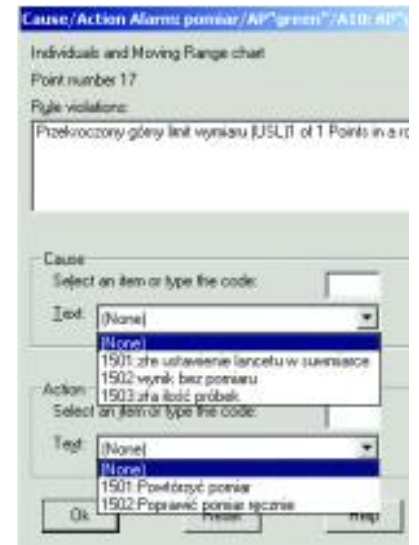 Cause/Action Alarms: pomiar/AP"green"/A10: AP"
Individuals and Moving Range chart
Point number 17
Rule violations:
Przekroczony górny limit wymiaru (USL)1 of 1 Points in a ro
Cause
Select an item or type the code:
Text: (None)
(None)
1501:złe ustawienie lancetu w suwmiarce
1502:wynik bez pomiaru
1503:zła ilość próbek
Action
Select an item or type the code:
Text: (None)
(None)
1501:Powtórzyć pomiar
1502:Poprawić pomiar ręcznie
Ok Help